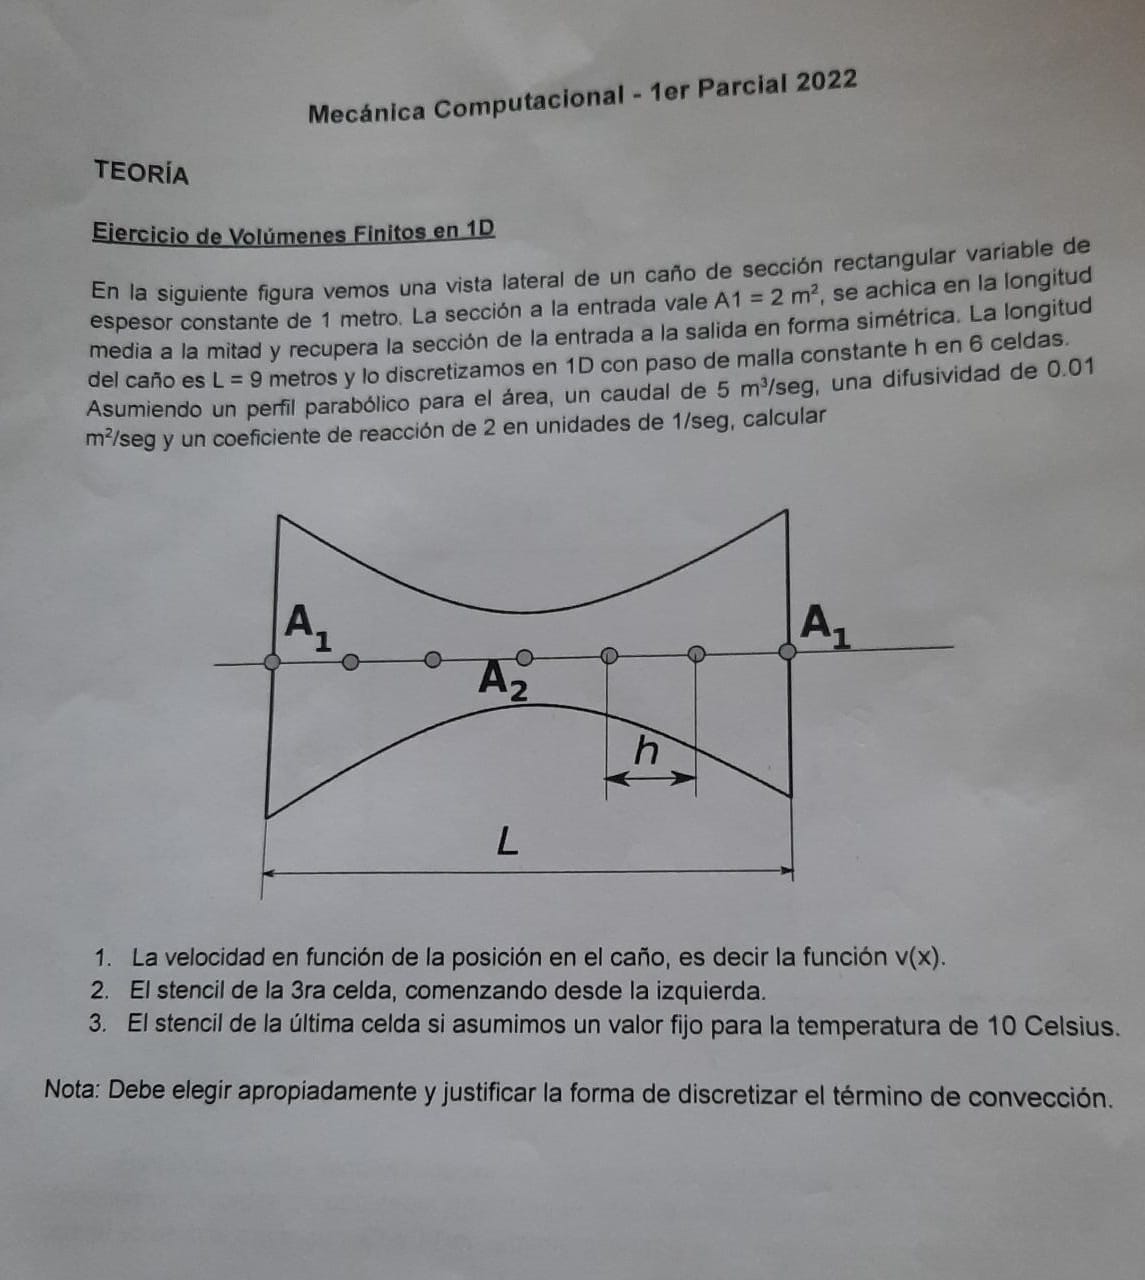 Mecánica Computacional - 1er Parcial 2022
TEORÍA
Ejercicio de Volúmenes Finitos en 1D
En la siguiente figura vemos una vista lateral de un caño de sección rectangular variable de
espesor constante de 1 metro. La sección a la entrada vale A1 = 2 m², se achica en la longitud
media a la mitad y recupera la sección de la entrada a la salida en forma simétrica. La longitud
del caño es L = 9 metros y lo discretizamos en 1D con paso de malla constante h en 6 celdas.
Asumiendo un perfil parabólico para el área, un caudal de 5 m³/seg, una difusividad de 0.01
m²/seg y un coeficiente de reacción de 2 en unidades de 1/seg, calcular
A₁
A₁
A₂
h
L
1. La velocidad en función de la posición en el caño, es decir la función v(x).
2. El stencil de la 3ra celda, comenzando desde la izquierda.
3. El stencil de la última celda si asumimos un valor fijo para la temperatura de 10 Celsius.
Nota: Debe elegir apropiadamente y justificar la forma de discretizar el término de convección.